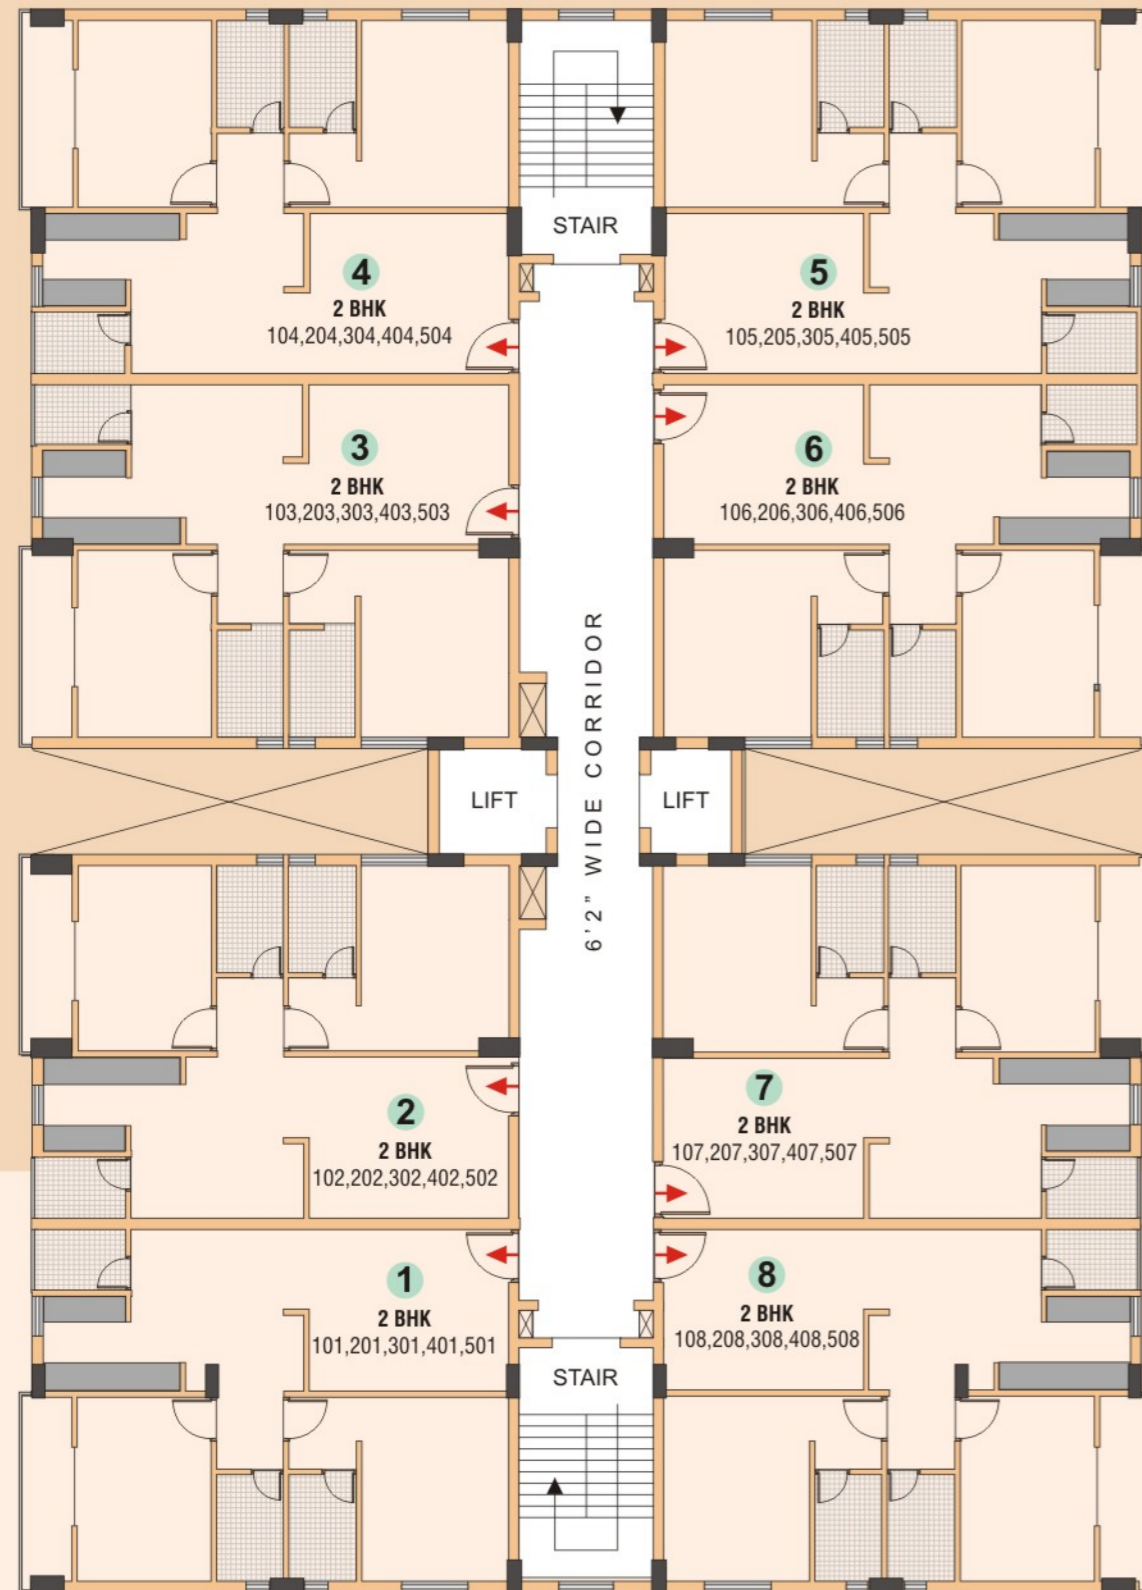 STAIR
4
2 BHK
104,204,304,404,504
5
2 BHK
105,205,305,405,505
3
2 BHK
103,203,303,403,503
6
2 BHK
106,206,306,406,506
6'2" WIDE CORRIDOR
LIFT
LIFT
2
2 BHK
102,202,302,402,502
7
2 BHK
107,207,307,407,507
1
2 BHK
101,201,301,401,501
8
2 BHK
108,208,308,408,508
STAIR